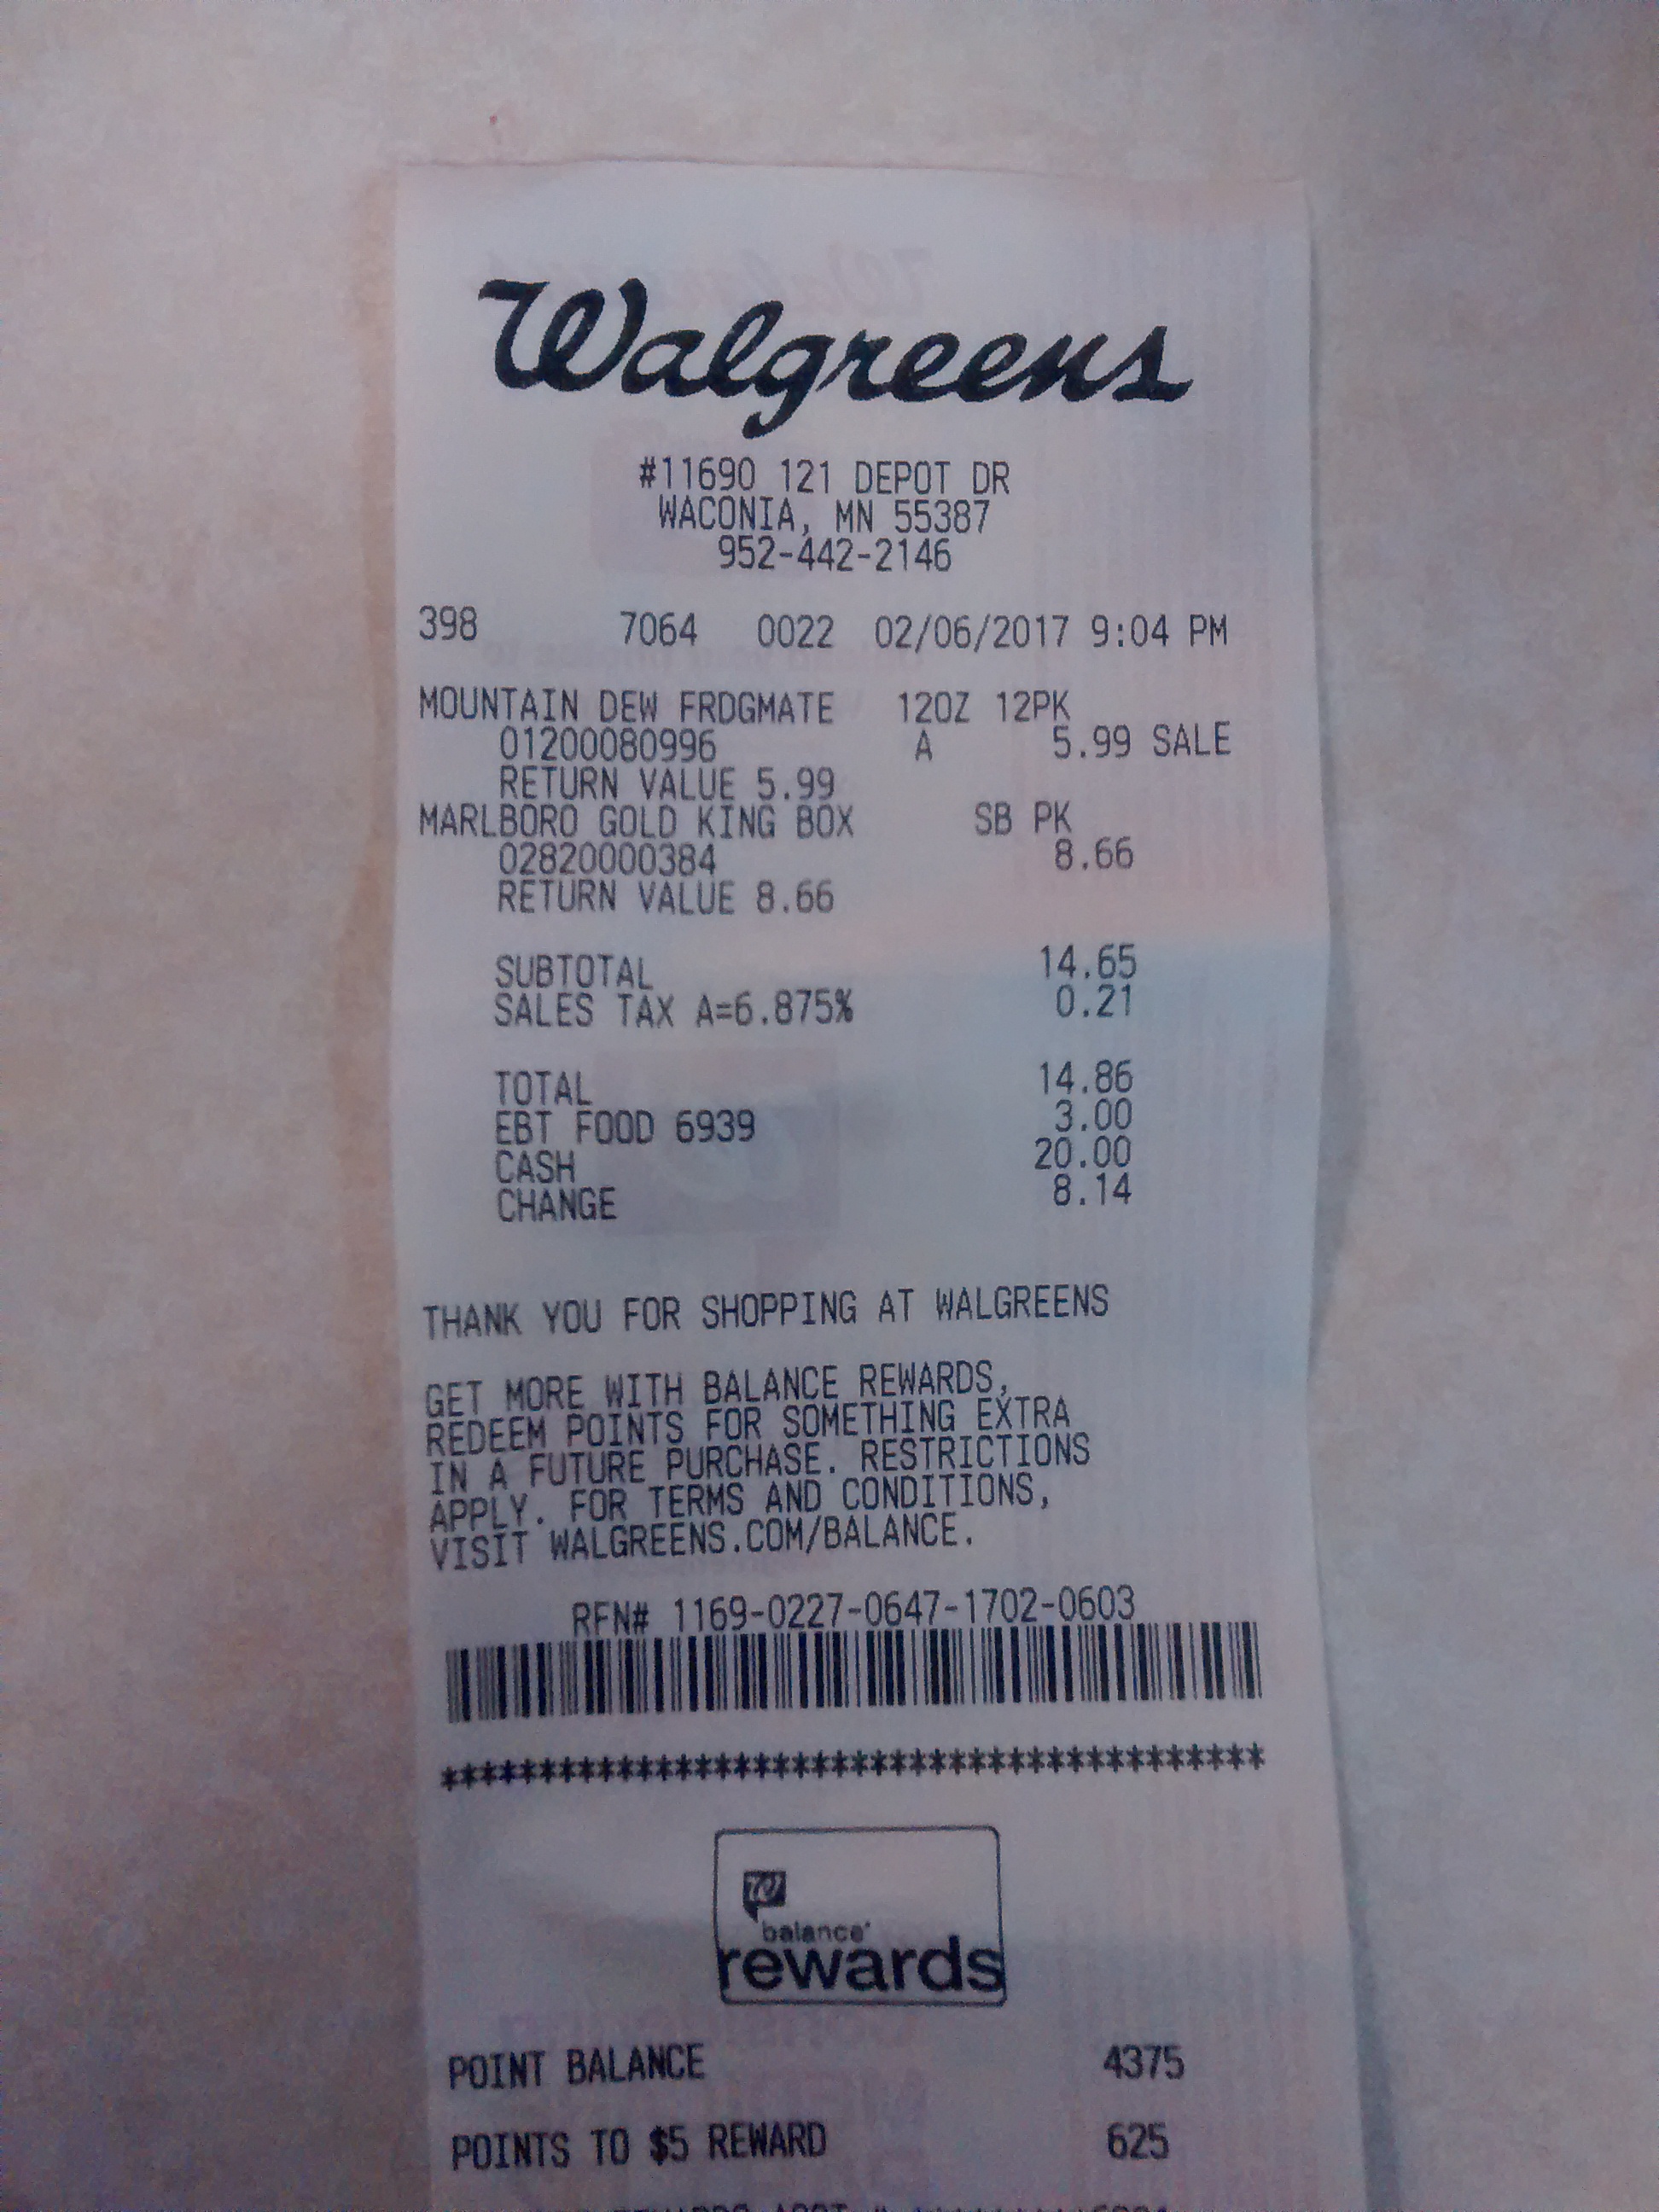 Walgreens
#11690 121 DEPOT DR
WACONIA, MN 55387
952-442-2146
398 7064 0022 02/06/2017 9:04 PM
MOUNTAIN DEW FRDGMATE 12OZ 12PK
01200080996 A 5.99 SALE
RETURN VALUE 5.99
MARLBORO GOLD KING BOX SB PK
02820000384 8.66
RETURN VALUE 8.66
SUBTOTAL 14.65
SALES TAX A=6.875% 0.21
TOTAL 14.86
EBT FOOD 6939 3.00
CASH 20.00
CHANGE 8.14
THANK YOU FOR SHOPPING AT WALGREENS
GET MORE WITH BALANCE REWARDS,
REDEEM POINTS FOR SOMETHING EXTRA
IN A FUTURE PURCHASE. RESTRICTIONS
APPLY. FOR TERMS AND CONDITIONS,
VISIT WALGREENS.COM/BALANCE.
RFN# 1169-0227-0647-1702-0603
****************************************
balance
rewards
POINT BALANCE 4375
POINTS TO $5 REWARD 625